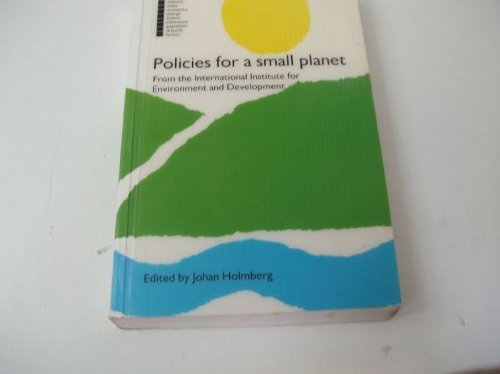 Policies for a small planet
From the International Institute for
Environment and Development
Edited by Johan Holmberg